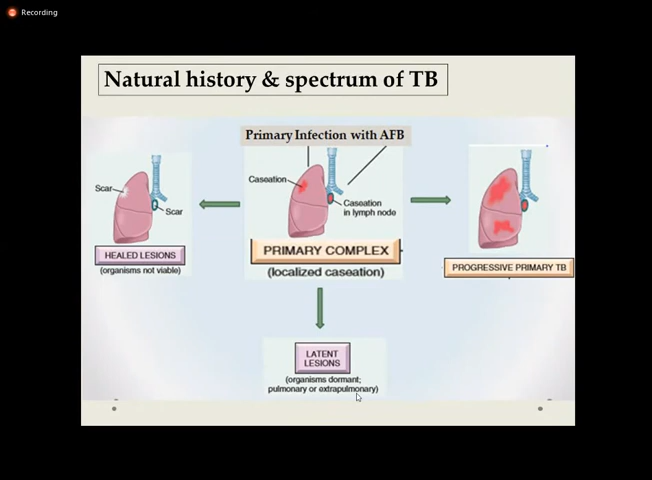 Recording
Natural history & spectrum of TB
Primary Infection with AFB
Scar
Scar
HEALED LESIONS
(organisms not viable)
Caseation
Caseation
in lymph node
PRIMARY COMPLEX
(localized caseation)
PROGRESSIVE PRIMARY TB
LATENT
LESIONS
(organisms dormant;
pulmonary or extrapulmonary)